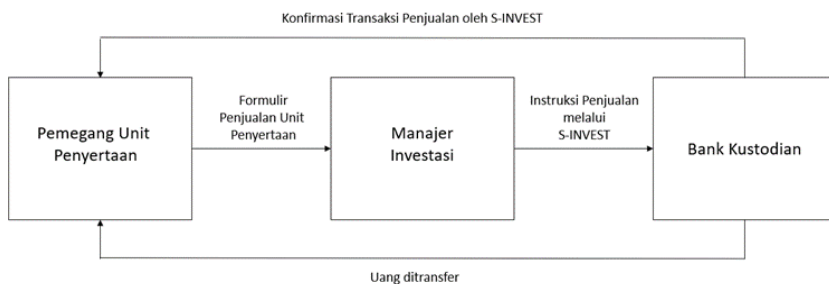 Konfirmasi Transaksi Penjualan oleh S-INVEST
Pemegang Unit
Penyertaan
Formulir
Penjualan Unit
Penyertaan
Manajer
Investasi
Instruksi Penjualan
melalui
S-INVEST
Bank Kustodian
Uang ditransfer